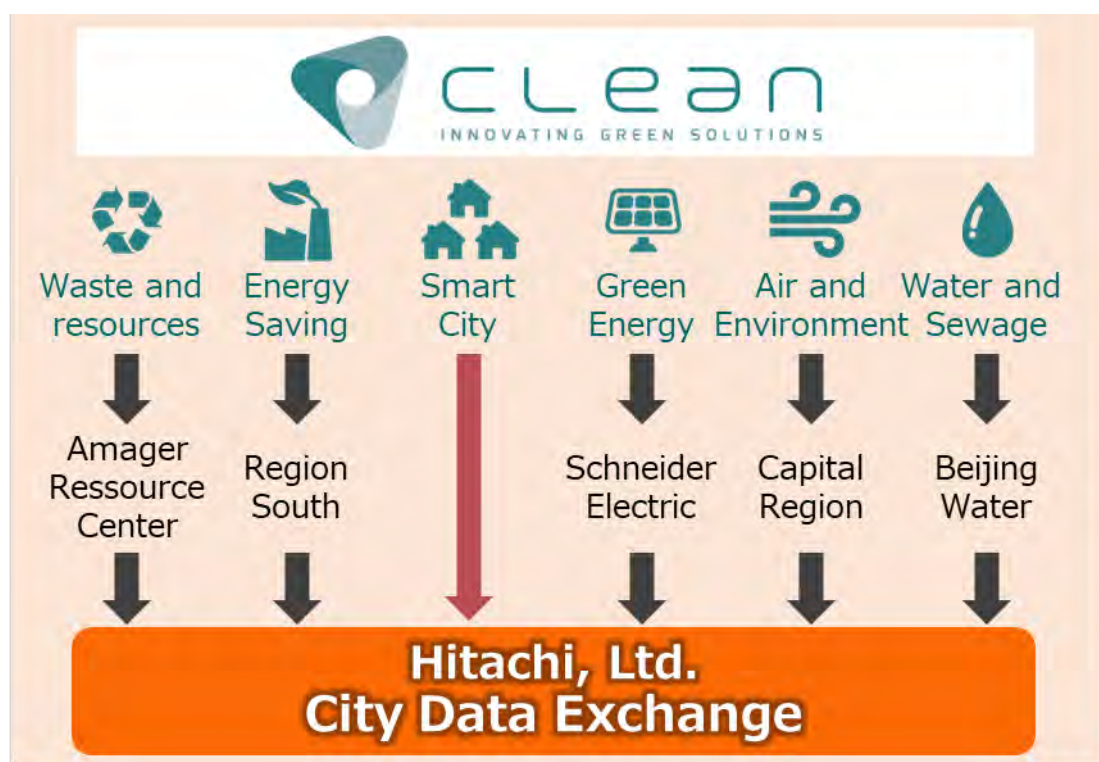 CLean
INNOVATING GREEN SOLUTIONS
Waste and
resources
Energy
Saving
Smart
City
Green
Energy
Air and
Environment
Water and
Sewage
Amager
Ressource
Center
Region
South
Schneider
Electric
Capital
Region
Beijing
Water
Hitachi, Ltd.
City Data Exchange